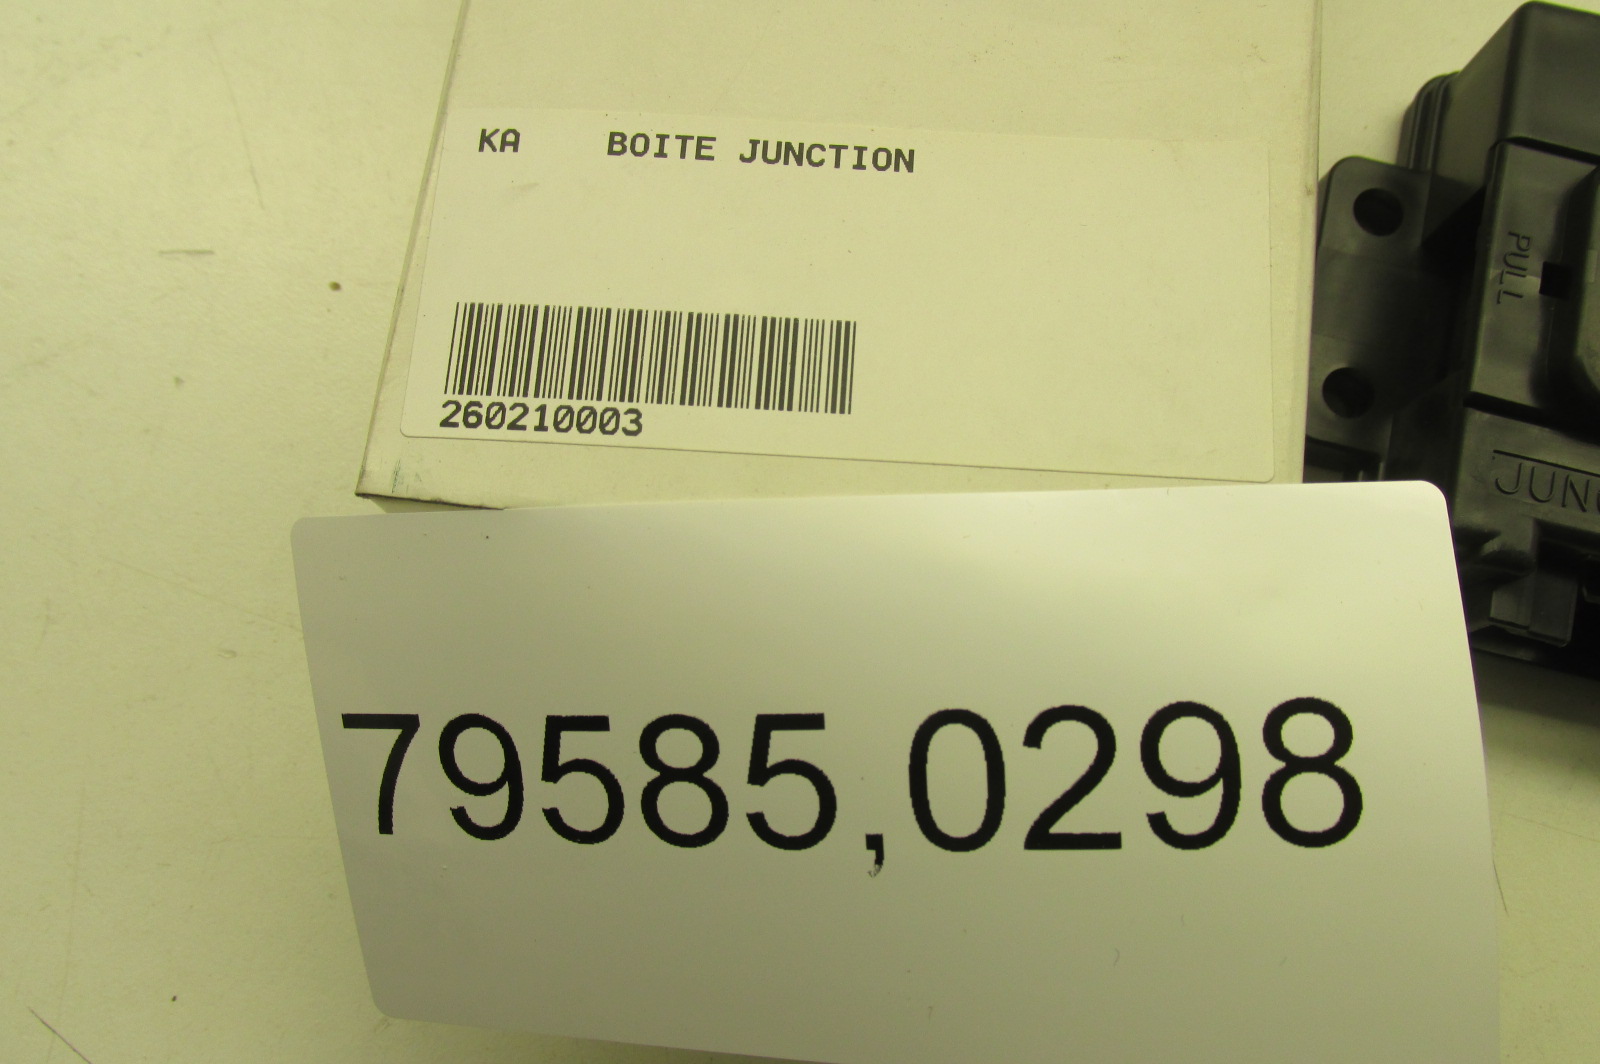 KA BOITE JUNCTION
260210003
PULL
79585,0298